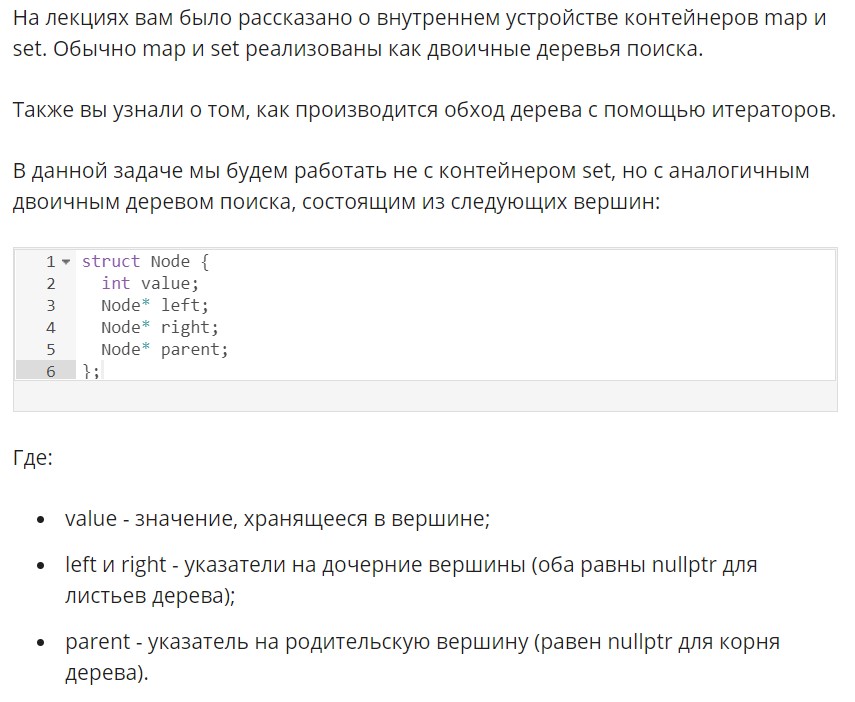 На лекциях вам было рассказано о внутреннем устройстве контейнеров map и
set. Обычно map и set реализованы как двоичные деревья поиска.
Также вы узнали о том, как производится обход дерева с помощью итераторов.
В данной задаче мы будем работать не с контейнером set, но с аналогичным
двоичным деревом поиска, состоящим из следующих вершин:
1 struct Node {
2 int value;
3 Node* left;
4 Node* right;
5 Node* parent;
6 };
Где:
• value - значение, хранящееся в вершине;
• left и right - указатели на дочерние вершины (оба равны nullptr для
листьев дерева);
• parent - указатель на родительскую вершину (равен nullptr для корня
дерева).